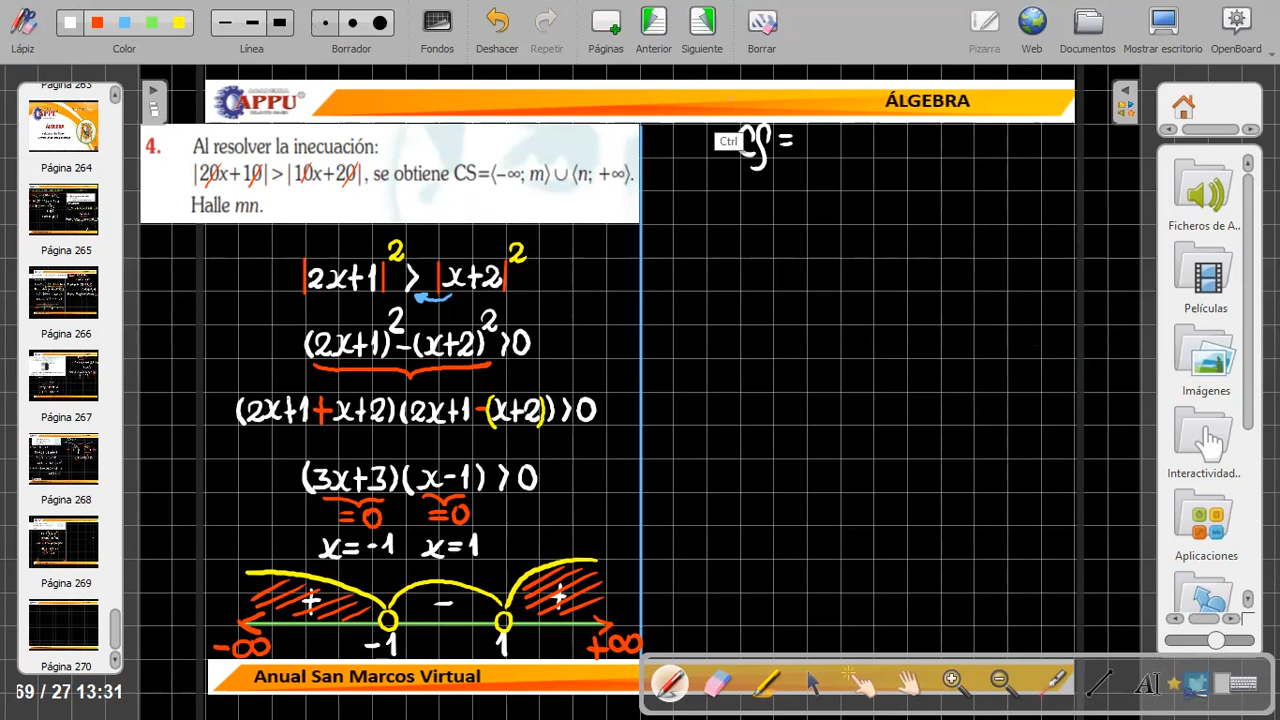 Lápiz Color Línea Borrador Fondos Deshacer Repetir Páginas Anterior Siguiente Borrar Pizarra Web Documentos Mostrar escritorio OpenBoard
Página 263
Página 264
Página 265
Página 266
Página 267
Página 268
Página 269
Página 270
69 / 27 13:31
ACADEMIA
APPU
ÁLGEBRA
4. Al resolver la inecuación:
|20x+10| > |10x+20|, se obtiene CS=⟨−∞; m⟩ ∪ ⟨n; +∞⟩.
Halle mn.
|2x+1|² > |x+2|²
(2x+1)²-(x+2)²>0
(2x+1+x+2)(2x+1-(x+2))>0
(3x+3)(x-1)>0
=0 =0
x=-1 x=1
+ - +
-∞ -1 1 +∞
Anual San Marcos Virtual
Ctrl
CS=
Ficheros de A...
Películas
Imágenes
Interactividad...
Aplicaciones
AI